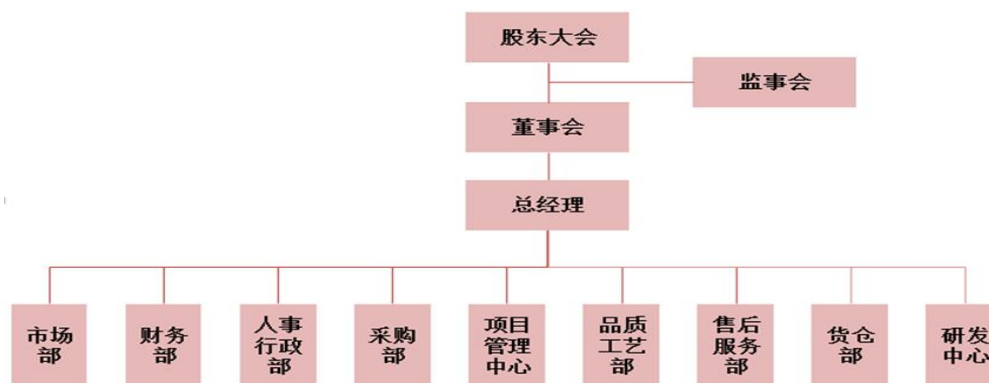 股东大会
监事会
董事会
总经理
市场
部
财务
部
人事
行政
部
采购
部
项目
管理
中心
品质
工艺
部
售后
服务
部
货仓
部
研发
中心